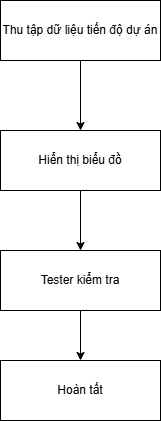 Thu tập dữ liệu tiến độ dự án
Hiển thị biểu đồ
Tester kiểm tra
Hoàn tất